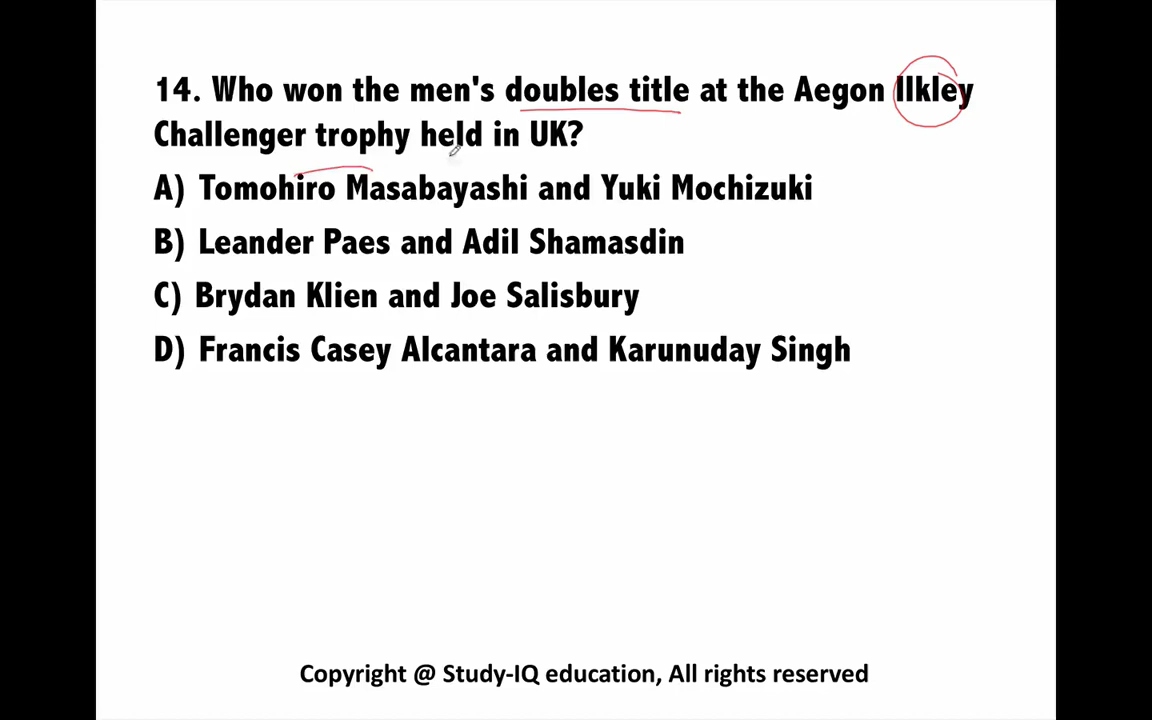 14. Who won the men's doubles title at the Aegon Ilkley
Challenger trophy held in UK?
A) Tomohiro Masabayashi and Yuki Mochizuki
B) Leander Paes and Adil Shamasdin
C) Brydan Klien and Joe Salisbury
D) Francis Casey Alcantara and Karunuday Singh
Copyright @ Study-IQ education, All rights reserved